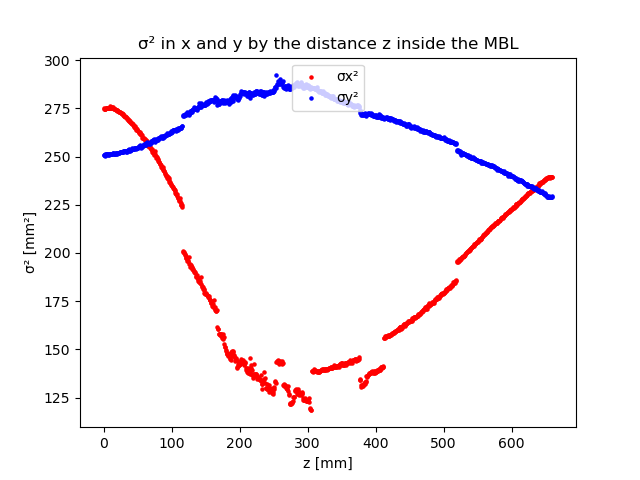 σ² in x and y by the distance z inside the MBL
σx²
σy²
300
275
250
225
200
175
150
125
σ² [mm²]
0 100 200 300 400 500 600
z [mm]